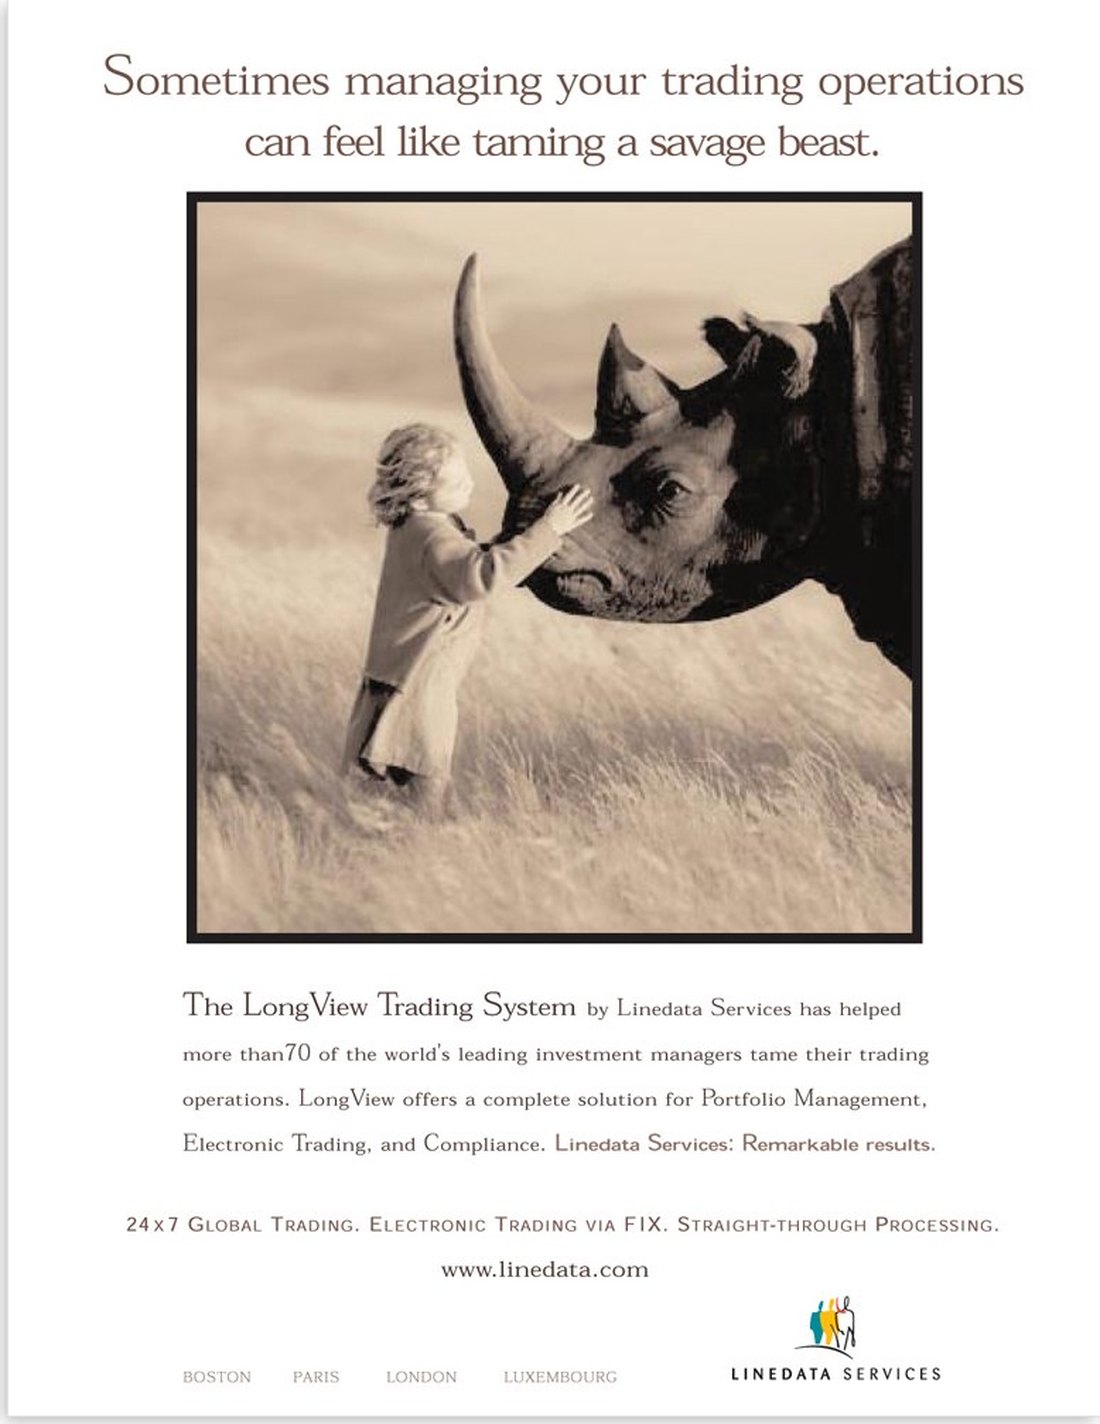 Sometimes managing your trading operations
can feel like taming a savage beast.
The LongView Trading System by Linedata Services has helped
more than70 of the world's leading investment managers tame their trading
operations. LongView offers a complete solution for Portfolio Management,
Electronic Trading, and Compliance. Linedata Services: Remarkable results.
24x7 Global Trading. Electronic Trading via FIX. Straight-through Processing.
www.linedata.com
BOSTON PARIS LONDON LUXEMBOURG
LINEDATA SERVICES